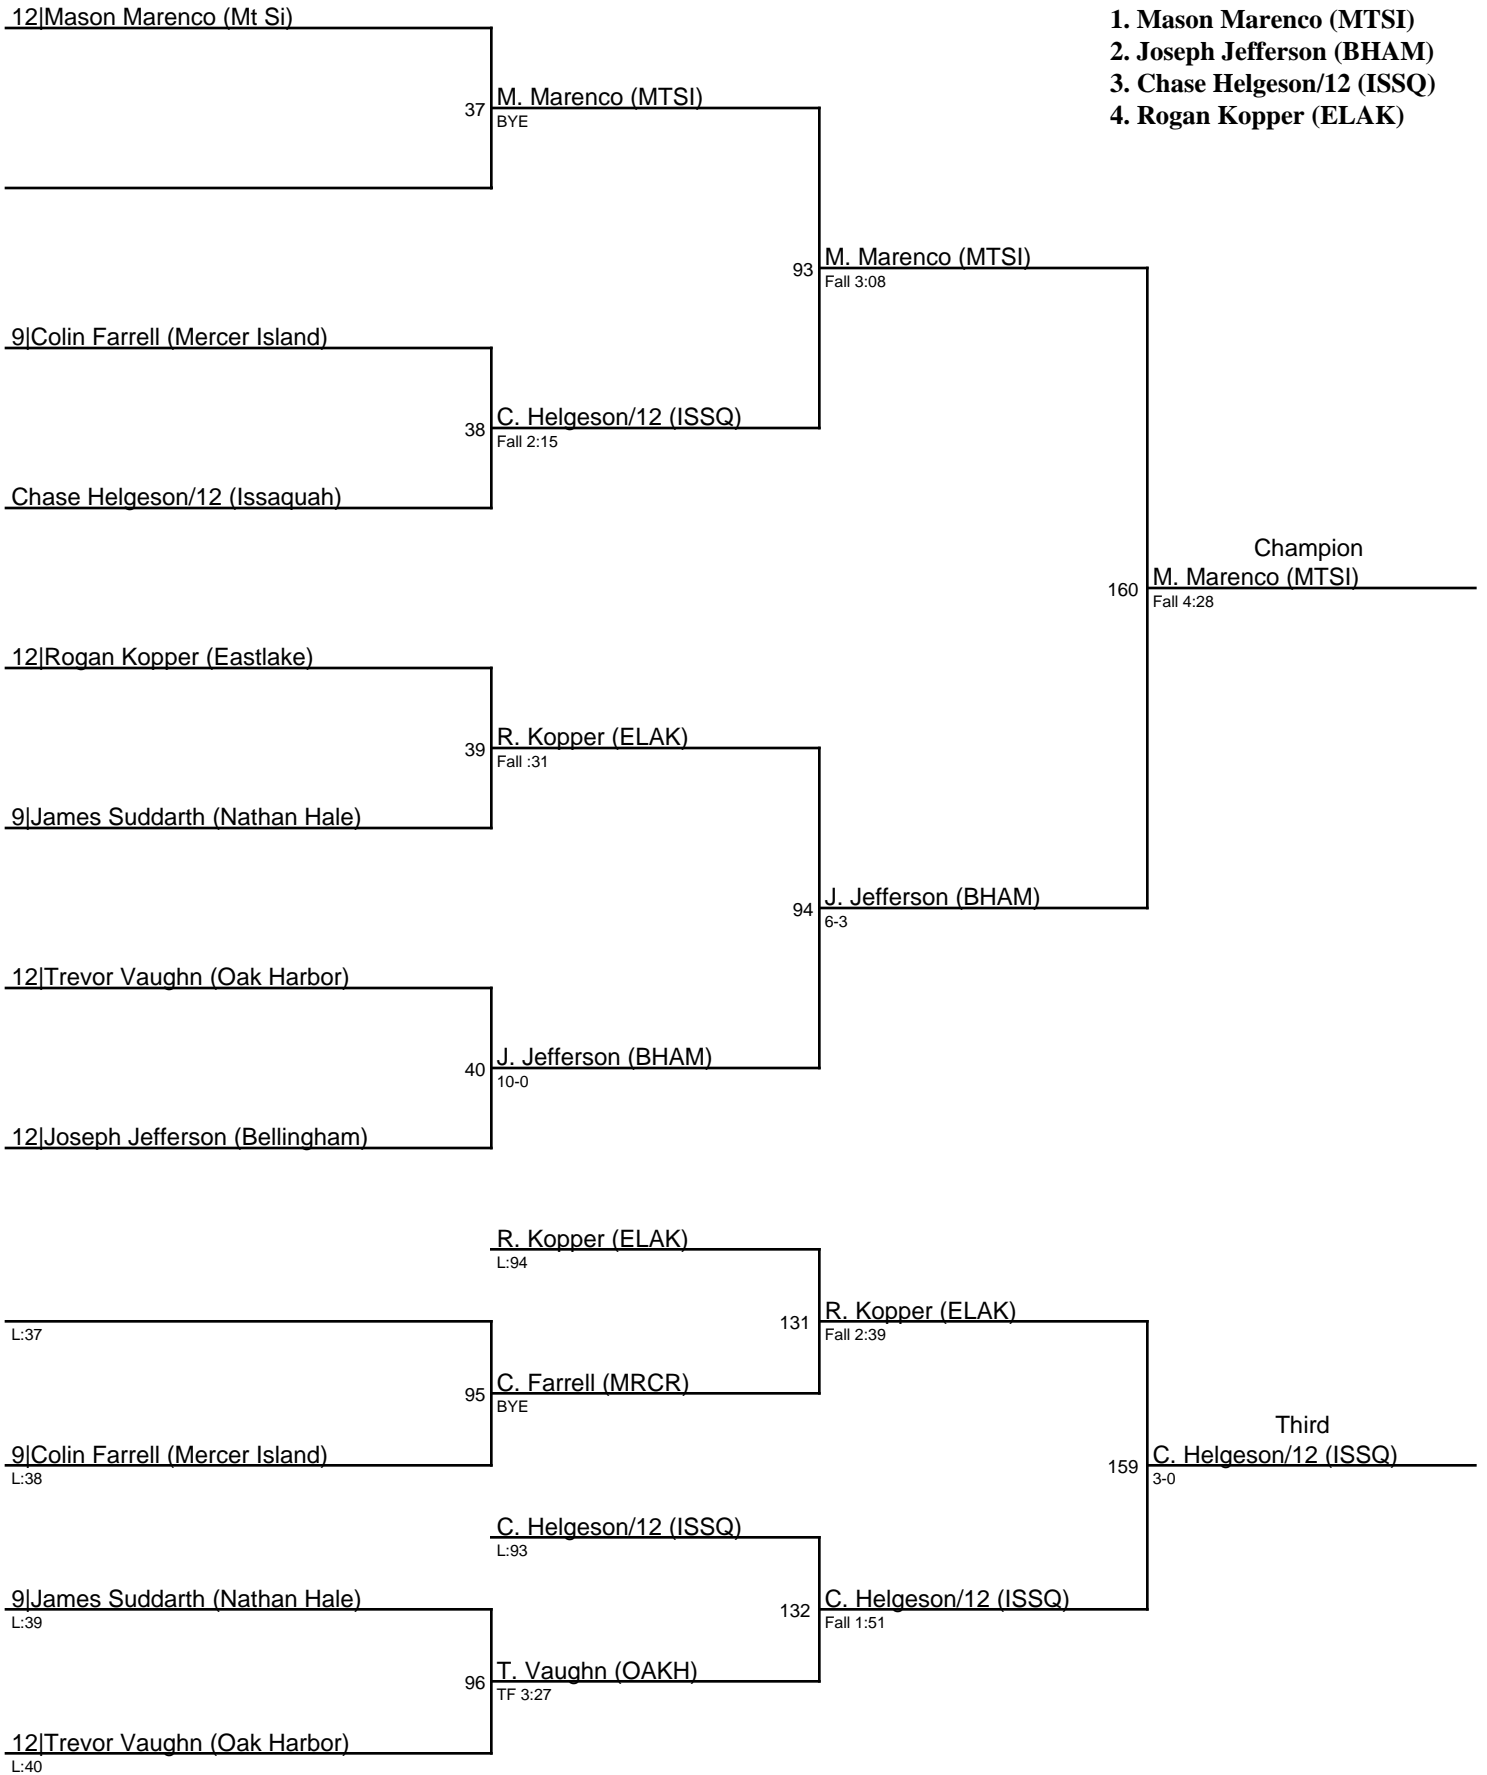 12|Mason Marenco (Mt Si)
1. Mason Marenco (MTSI)
2. Joseph Jefferson (BHAM)
3. Chase Helgeson/12 (ISSQ)
4. Rogan Kopper (ELAK)
37
M. Marenco (MTSI)
BYE
93
M. Marenco (MTSI)
Fall 3:08
9|Colin Farrell (Mercer Island)
38
C. Helgeson/12 (ISSQ)
Fall 2:15
Chase Helgeson/12 (Issaquah)
Champion
160
M. Marenco (MTSI)
Fall 4:28
12|Rogan Kopper (Eastlake)
39
R. Kopper (ELAK)
Fall :31
9|James Suddarth (Nathan Hale)
94
J. Jefferson (BHAM)
6-3
12|Trevor Vaughn (Oak Harbor)
40
J. Jefferson (BHAM)
10-0
12|Joseph Jefferson (Bellingham)
R. Kopper (ELAK)
L:94
L:37
131
R. Kopper (ELAK)
Fall 2:39
95
C. Farrell (MRCR)
BYE
9|Colin Farrell (Mercer Island)
L:38
Third
159
C. Helgeson/12 (ISSQ)
3-0
C. Helgeson/12 (ISSQ)
L:93
9|James Suddarth (Nathan Hale)
L:39
132
C. Helgeson/12 (ISSQ)
Fall 1:51
96
T. Vaughn (OAKH)
TF 3:27
12|Trevor Vaughn (Oak Harbor)
L:40